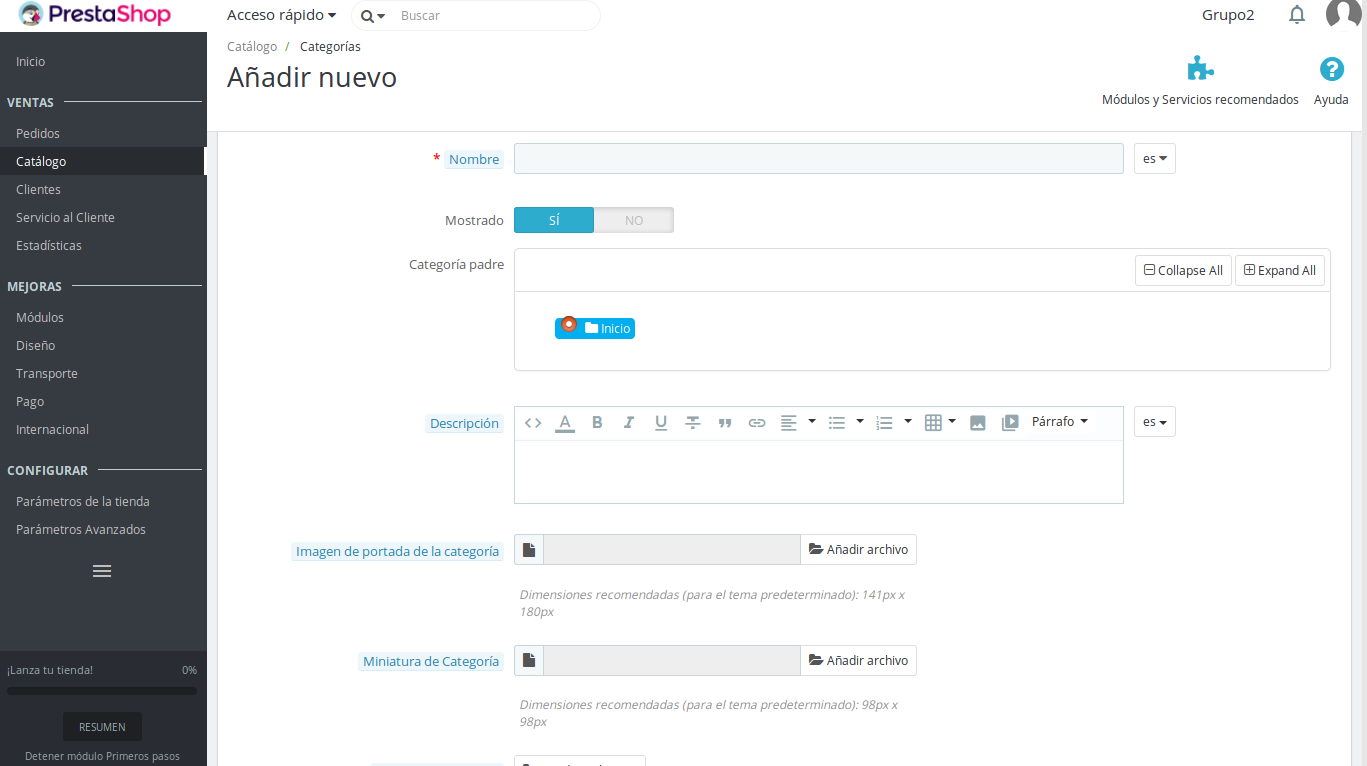 PrestaShop
Acceso rápido
Buscar
Grupo2
Catálogo / Categorías
Añadir nuevo
Módulos y Servicios recomendados
Ayuda
Inicio
VENTAS
Pedidos
Catálogo
Clientes
Servicio al Cliente
Estadísticas
MEJORAS
Módulos
Diseño
Transporte
Pago
Internacional
CONFIGURAR
Parámetros de la tienda
Parámetros Avanzados
¡Lanza tu tienda! 0%
RESUMEN
Detener módulo Primeros pasos
* Nombre
es
Mostrado
SÍ NO
Categoría padre
Collapse All Expand All
Inicio
Descripción
A B I U Párrafo
es
Imagen de portada de la categoría
Añadir archivo
Dimensiones recomendadas (para el tema predeterminado): 141px x
180px
Miniatura de Categoría
Añadir archivo
Dimensiones recomendadas (para el tema predeterminado): 98px x
98px